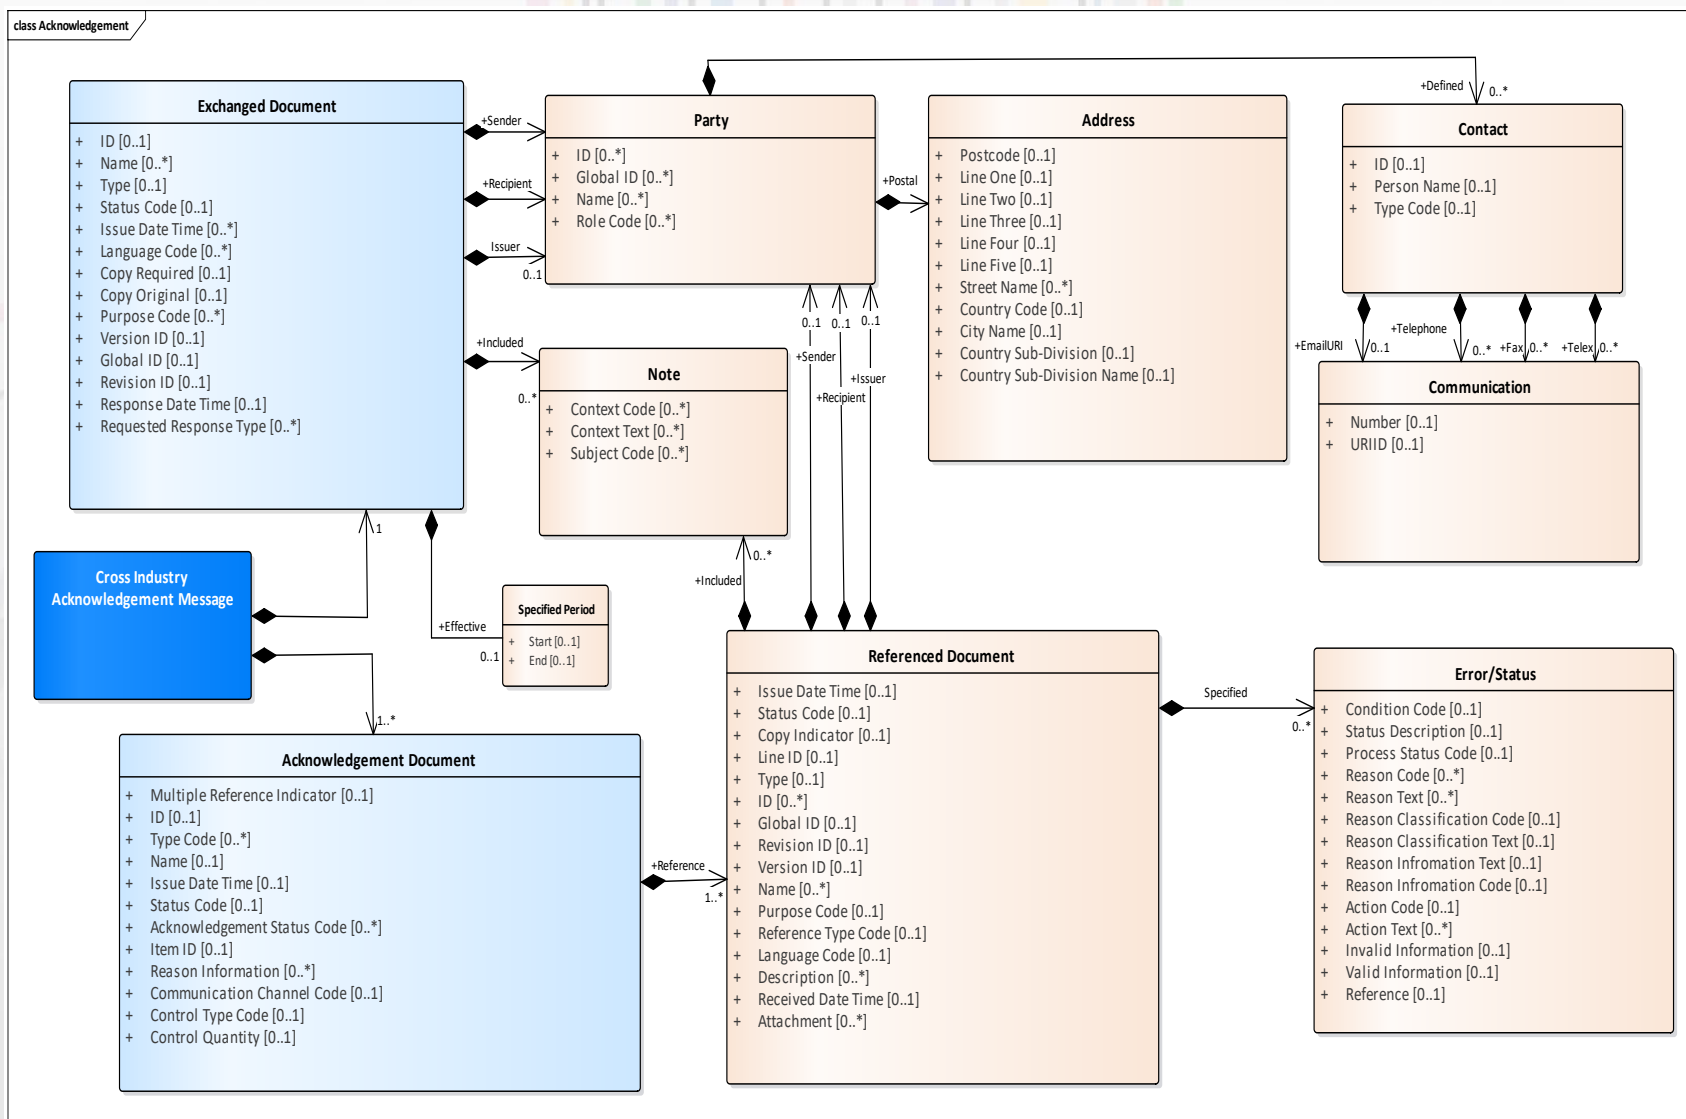 class Acknowledgement
Exchanged Document
+ ID [0..1]
+ Name [0..*]
+ Type [0..1]
+ Status Code [0..1]
+ Issue Date Time [0..*]
+ Language Code [0..*]
+ Copy Required [0..1]
+ Copy Original [0..1]
+ Purpose Code [0..*]
+ Version ID [0..1]
+ Global ID [0..1]
+ Revision ID [0..1]
+ Response Date Time [0..1]
+ Requested Response Type [0..*]
+Sender
+Recipient
Issuer
0..1
+Included
0..*
Party
+ ID [0..*]
+ Global ID [0..*]
+ Name [0..*]
+ Role Code [0..*]
+Postal
Address
+ Postcode [0..1]
+ Line One [0..1]
+ Line Two [0..1]
+ Line Three [0..1]
+ Line Four [0..1]
+ Line Five [0..1]
+ Street Name [0..*]
+ Country Code [0..1]
+ City Name [0..1]
+ Country Sub-Division [0..1]
+ Country Sub-Division Name [0..1]
+Defined
0..*
Contact
+ ID [0..1]
+ Person Name [0..1]
+ Type Code [0..1]
+EmailURI
0..1
+Telephone
0..*
+Fax
0..*
+Telex
0..*
Communication
+ Number [0..1]
+ URIID [0..1]
Note
+ Context Code [0..*]
+ Context Text [0..*]
+ Subject Code [0..*]
0..1
+Sender
0..1
+Recipient
0..1
+Issuer
0..*
+Included
1
Cross Industry
Acknowledgement Message
+Effective
0..1
Specified Period
+ Start [0..1]
+ End [0..1]
1..*
Acknowledgement Document
+ Multiple Reference Indicator [0..1]
+ ID [0..1]
+ Type Code [0..*]
+ Name [0..1]
+ Issue Date Time [0..1]
+ Status Code [0..1]
+ Acknowledgement Status Code [0..*]
+ Item ID [0..1]
+ Reason Information [0..*]
+ Communication Channel Code [0..1]
+ Control Type Code [0..1]
+ Control Quantity [0..1]
+Reference
1..*
Referenced Document
+ Issue Date Time [0..1]
+ Status Code [0..1]
+ Copy Indicator [0..1]
+ Line ID [0..1]
+ Type [0..1]
+ ID [0..*]
+ Global ID [0..1]
+ Revision ID [0..1]
+ Version ID [0..1]
+ Name [0..*]
+ Purpose Code [0..1]
+ Reference Type Code [0..1]
+ Language Code [0..1]
+ Description [0..*]
+ Received Date Time [0..1]
+ Attachment [0..*]
Specified
0..*
Error/Status
+ Condition Code [0..1]
+ Status Description [0..1]
+ Process Status Code [0..1]
+ Reason Code [0..*]
+ Reason Text [0..*]
+ Reason Classification Code [0..1]
+ Reason Classification Text [0..1]
+ Reason Infromation Text [0..1]
+ Reason Infromation Code [0..1]
+ Action Code [0..1]
+ Action Text [0..*]
+ Invalid Information [0..1]
+ Valid Information [0..1]
+ Reference [0..1]